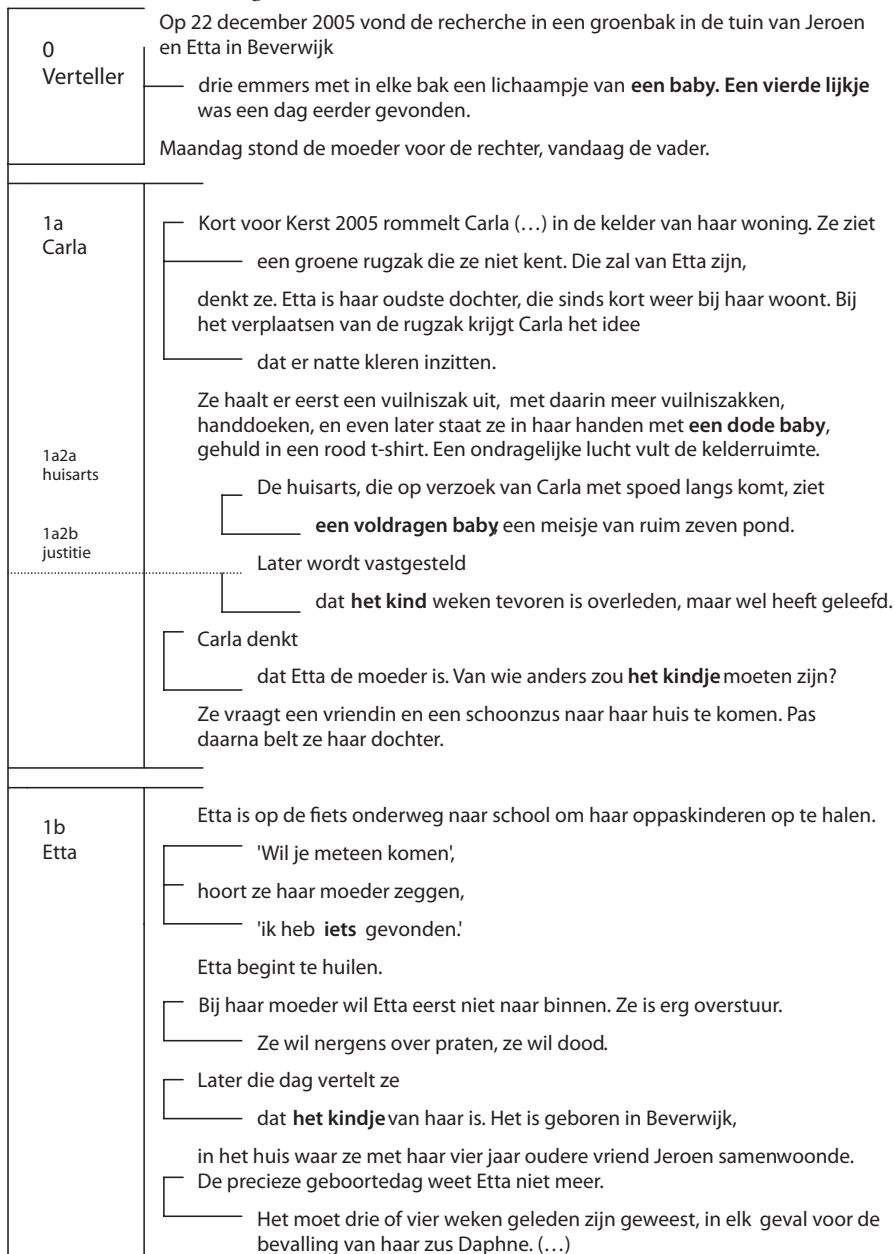 Op 22 december 2005 vond de recherche in een groenbak in de tuin van Jeroen
en Etta in Beverwijk
0
Verteller
drie emmers met in elke bak een lichaampje van een baby. Een vierde lijkje
was een dag eerder gevonden.
Maandag stond de moeder voor de rechter, vandaag de vader.
1a
Carla
Kort voor Kerst 2005 rommelt Carla (…) in de kelder van haar woning. Ze ziet
een groene rugzak die ze niet kent. Die zal van Etta zijn,
denkt ze. Etta is haar oudste dochter, die sinds kort weer bij haar woont. Bij
het verplaatsen van de rugzak krijgt Carla het idee
dat er natte kleren inzitten.
Ze haalt er eerst een vuilniszak uit, met daarin meer vuilniszakken,
handdoeken, en even later staat ze in haar handen met een dode baby,
gehuld in een rood t-shirt. Een ondragelijke lucht vult de kelderruimte.
1a2a
huisarts
De huisarts, die op verzoek van Carla met spoed langs komt, ziet
een voldragen baby, een meisje van ruim zeven pond.
1a2b
justitie
Later wordt vastgesteld
dat het kind weken tevoren is overleden, maar wel heeft geleefd.
Carla denkt
dat Etta de moeder is. Van wie anders zou het kindje moeten zijn?
Ze vraagt een vriendin en een schoonzus naar haar huis te komen. Pas
daarna belt ze haar dochter.
1b
Etta
Etta is op de fiets onderweg naar school om haar oppaskinderen op te halen.
'Wil je meteen komen',
hoort ze haar moeder zeggen,
'ik heb iets gevonden.'
Etta begint te huilen.
Bij haar moeder wil Etta eerst niet naar binnen. Ze is erg overstuur.
Ze wil nergens over praten, ze wil dood.
Later die dag vertelt ze
dat het kindje van haar is. Het is geboren in Beverwijk,
in het huis waar ze met haar vier jaar oudere vriend Jeroen samenwoonde.
De precieze geboortedag weet Etta niet meer.
Het moet drie of vier weken geleden zijn geweest, in elk geval voor de
bevalling van haar zus Daphne. (…)